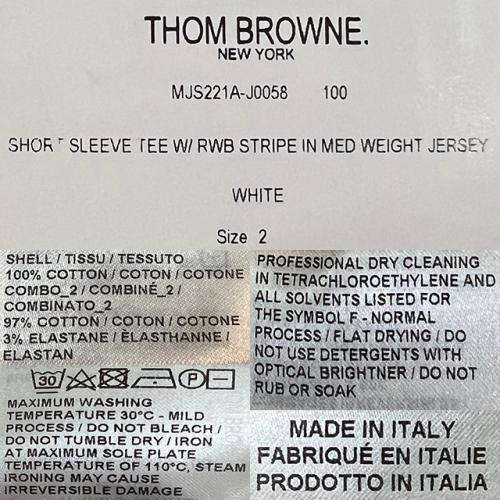 THOM BROWNE.
NEW YORK
MJS221A-J0058 100
SHORT SLEEVE TEE W/ RWB STRIPE IN MED WEIGHT JERSEY
WHITE
Size 2
SHELL / TISSU / TESSUTO
100% COTTON / COTON / COTONE
COMBO_2 / COMBINÉ_2 /
COMBINATO_2
97% COTTON / COTON / COTONE
3% ELASTANE / ÈLASTHANNE /
ELASTAN
30 P
MAXIMUM WASHING
TEMPERATURE 30°C - MILD
PROCESS / DO NOT BLEACH /
DO NOT TUMBLE DRY / IRON
AT MAXIMUM SOLE PLATE
TEMPERATURE OF 110°C, STEAM
IRONING MAY CAUSE
IRREVERSIBLE DAMAGE
PROFESSIONAL DRY CLEANING
IN TETRACHLOROETHYLENE AND
ALL SOLVENTS LISTED FOR
THE SYMBOL F - NORMAL
PROCESS / FLAT DRYING / DO
NOT USE DETERGENTS WITH
OPTICAL BRIGHTNER / DO NOT
RUB OR SOAK
MADE IN ITALY
FABRIQUÉ EN ITALIE
PRODOTTO IN ITALIA